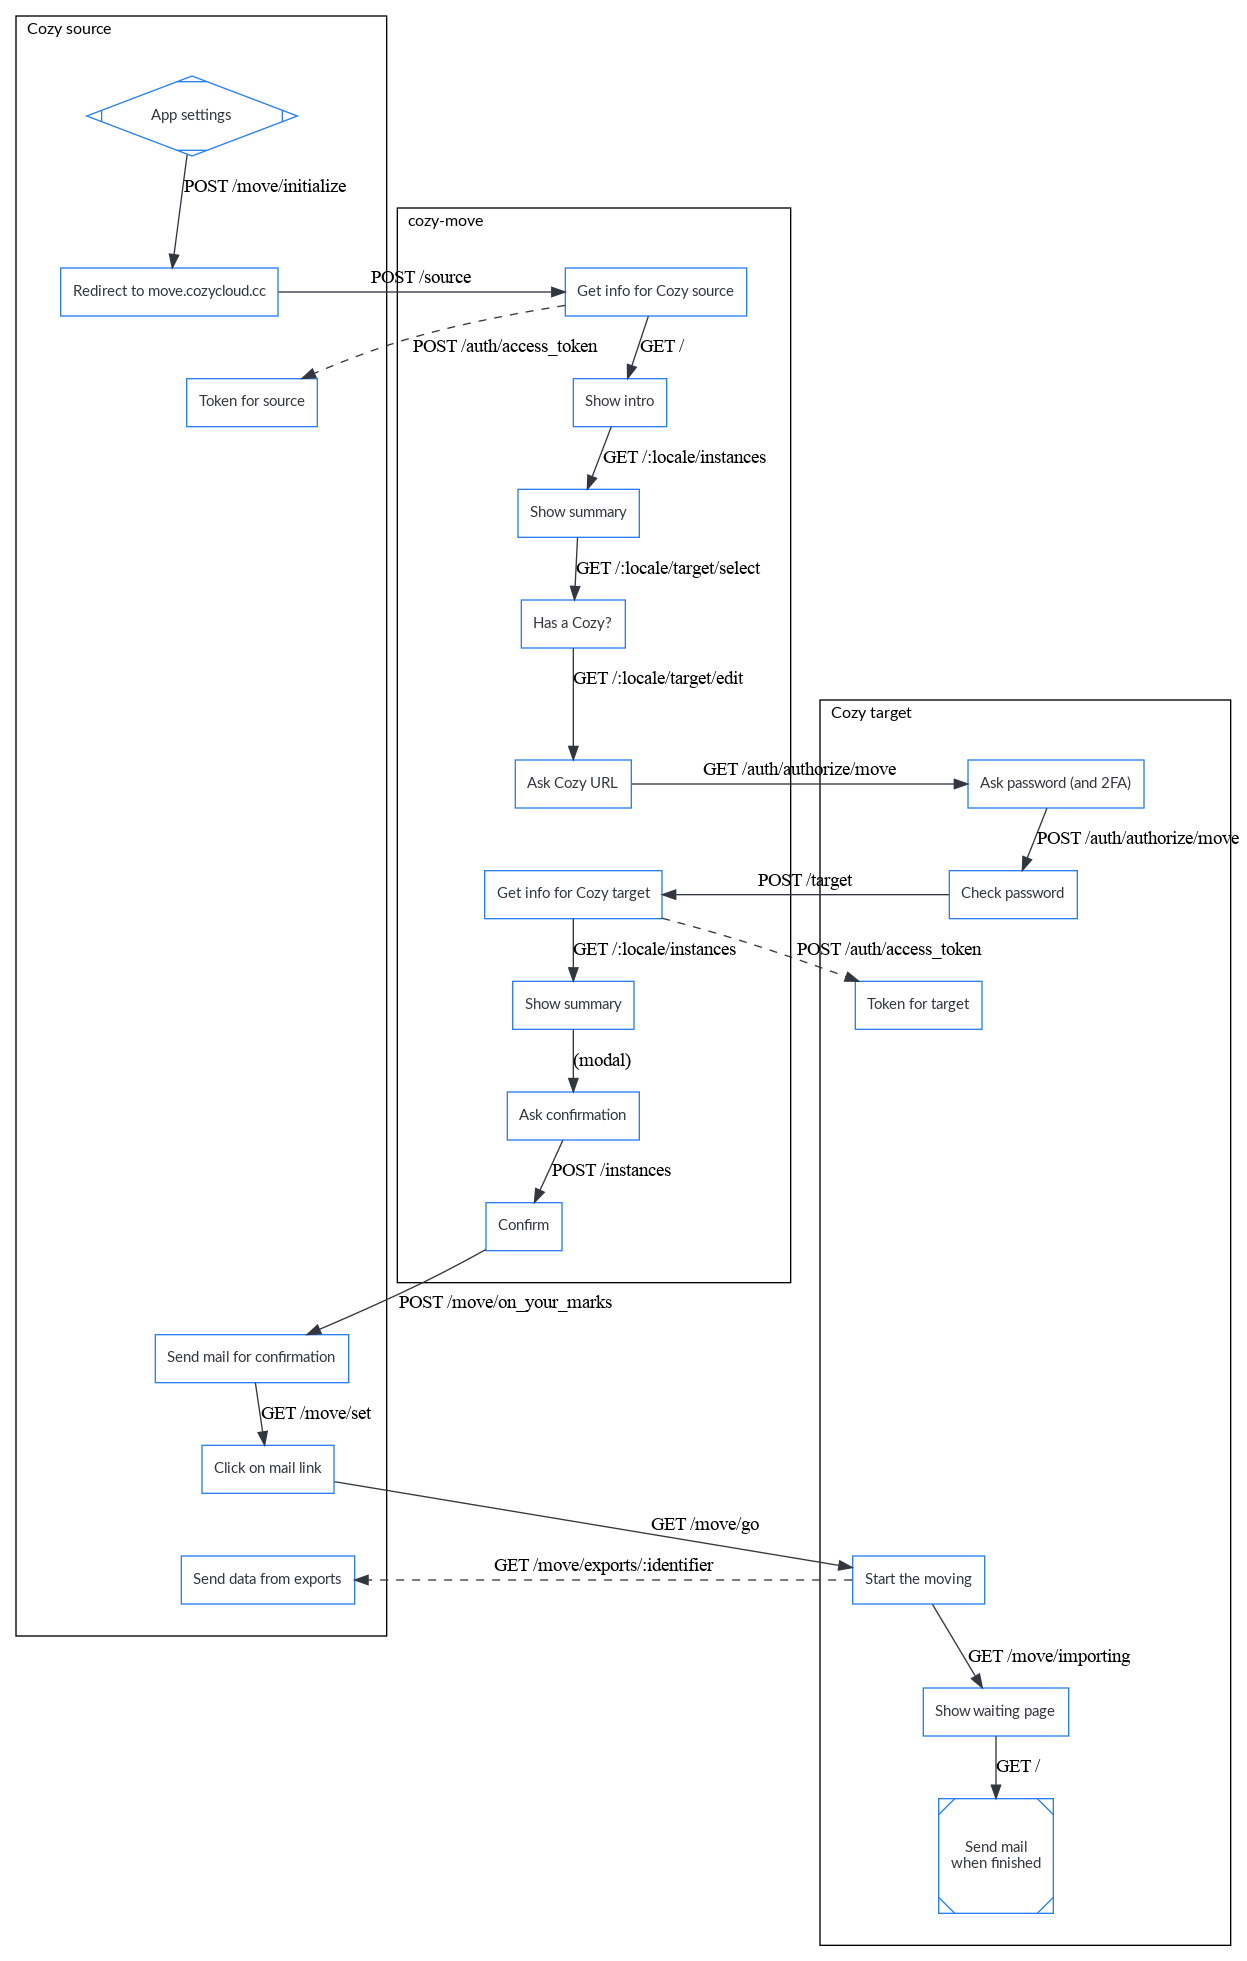 Cozy source
App settings
POST /move/initialize
cozy-move
Redirect to move.cozycloud.cc
POST /source
Get info for Cozy source
POST /auth/access_token
GET /
Token for source
Show intro
GET /:locale/instances
Show summary
GET /:locale/target/select
Has a Cozy?
GET /:locale/target/edit
Cozy target
Ask Cozy URL
GET /auth/authorize/move
Ask password (and 2FA)
POST /auth/authorize/move
Get info for Cozy target
POST /target
Check password
GET /:locale/instances
POST /auth/access_token
Show summary
Token for target
(modal)
Ask confirmation
POST /instances
Confirm
POST /move/on_your_marks
Send mail for confirmation
GET /move/set
Click on mail link
GET /move/go
Send data from exports
GET /move/exports/:identifier
Start the moving
GET /move/importing
Show waiting page
GET /
Send mail
when finished